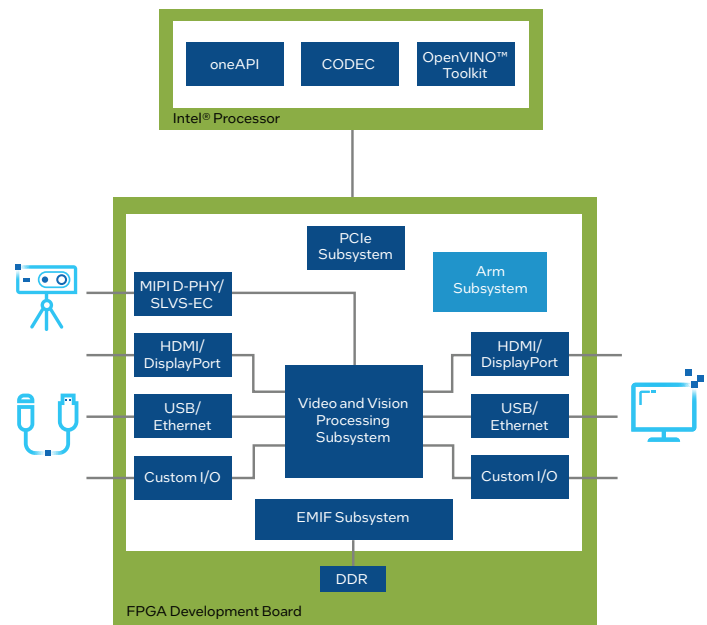 oneAPI
CODEC
OpenVINO™
Toolkit
Intel® Processor
PCIe
Subsystem
Arm
Subsystem
MIPI D-PHY/
SLVS-EC
HDMI/
DisplayPort
HDMI/
DisplayPort
Video and Vision
Processing
Subsystem
USB/
Ethernet
USB/
Ethernet
Custom I/O
Custom I/O
EMIF Subsystem
DDR
FPGA Development Board